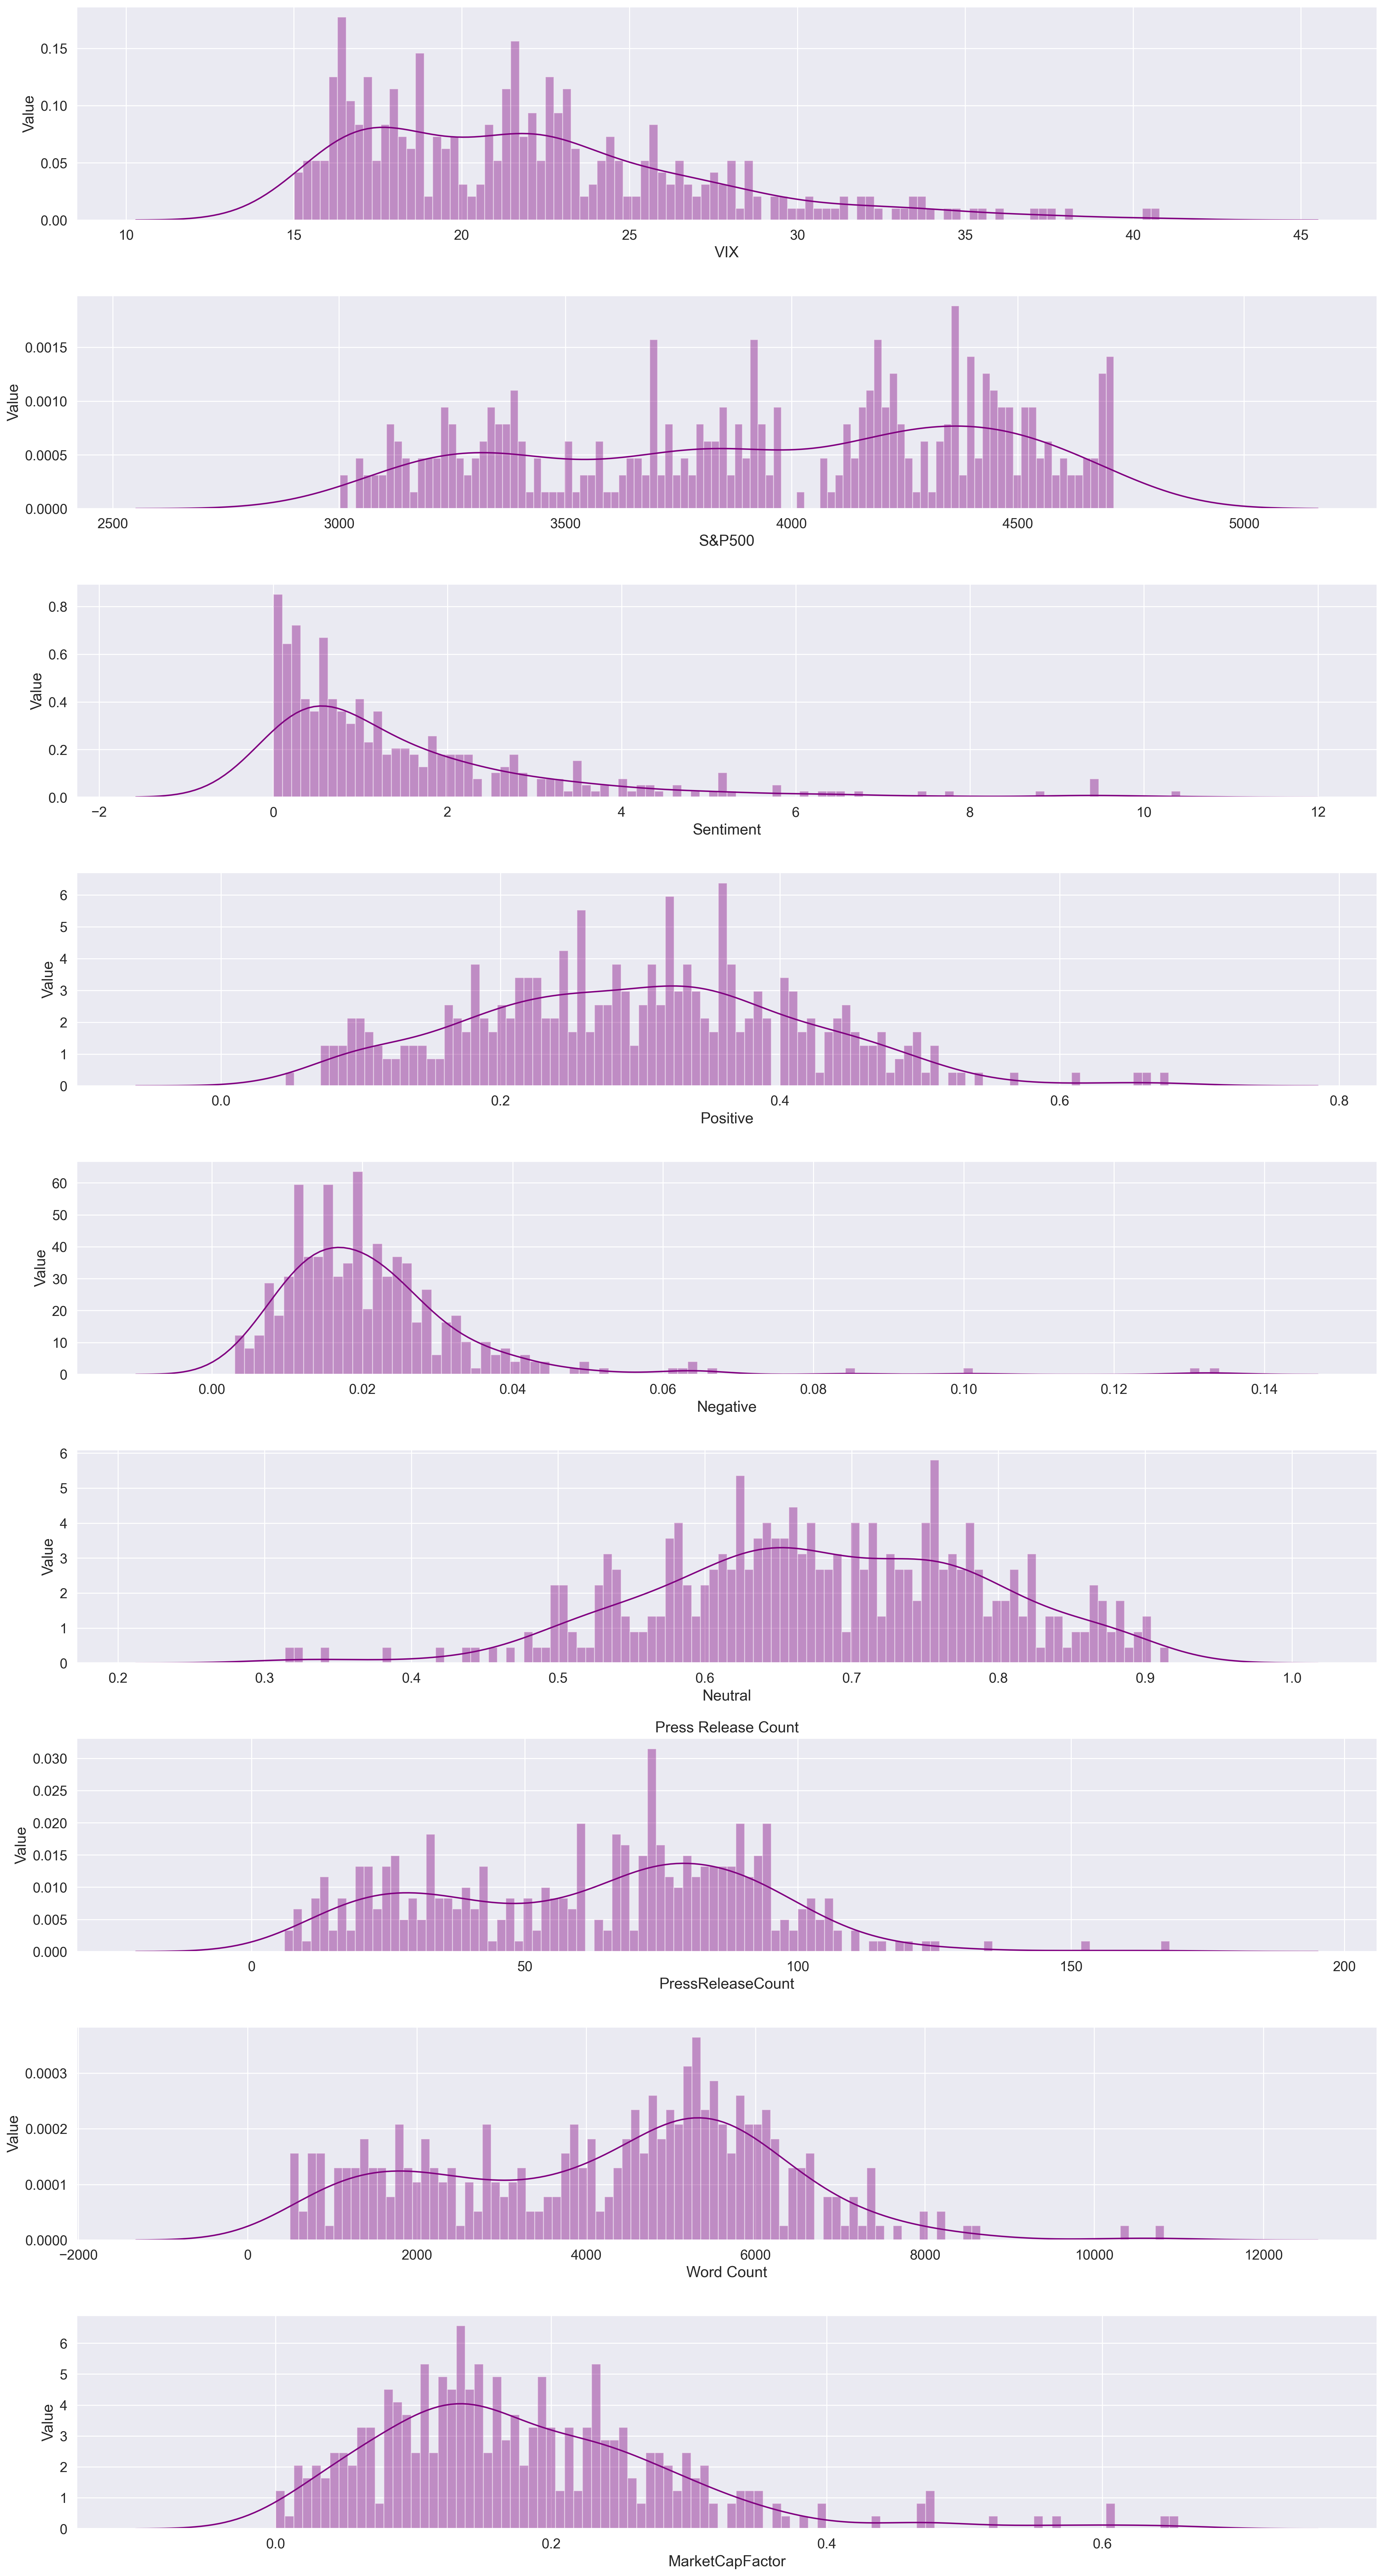 0.15
0.10
0.05
0.00
Value
10 15 20 25 30 35 40 45
VIX
0.0015
0.0010
0.0005
0.0000
Value
2500 3000 3500 4000 4500 5000
S&P500
0.8
0.6
0.4
0.2
0.0
Value
−2 0 2 4 6 8 10 12
Sentiment
6
5
4
3
2
1
0
Value
0.0 0.2 0.4 0.6 0.8
Positive
60
50
40
30
20
10
0
Value
0.00 0.02 0.04 0.06 0.08 0.10 0.12 0.14
Negative
6
5
4
3
2
1
0
Value
0.2 0.3 0.4 0.5 0.6 0.7 0.8 0.9 1.0
Neutral
Press Release Count
0.030
0.025
0.020
0.015
0.010
0.005
0.000
Value
0 50 100 150 200
PressReleaseCount
0.0003
0.0002
0.0001
0.0000
Value
−2000 0 2000 4000 6000 8000 10000 12000
Word Count
6
5
4
3
2
1
0
Value
0.0 0.2 0.4 0.6
MarketCapFactor